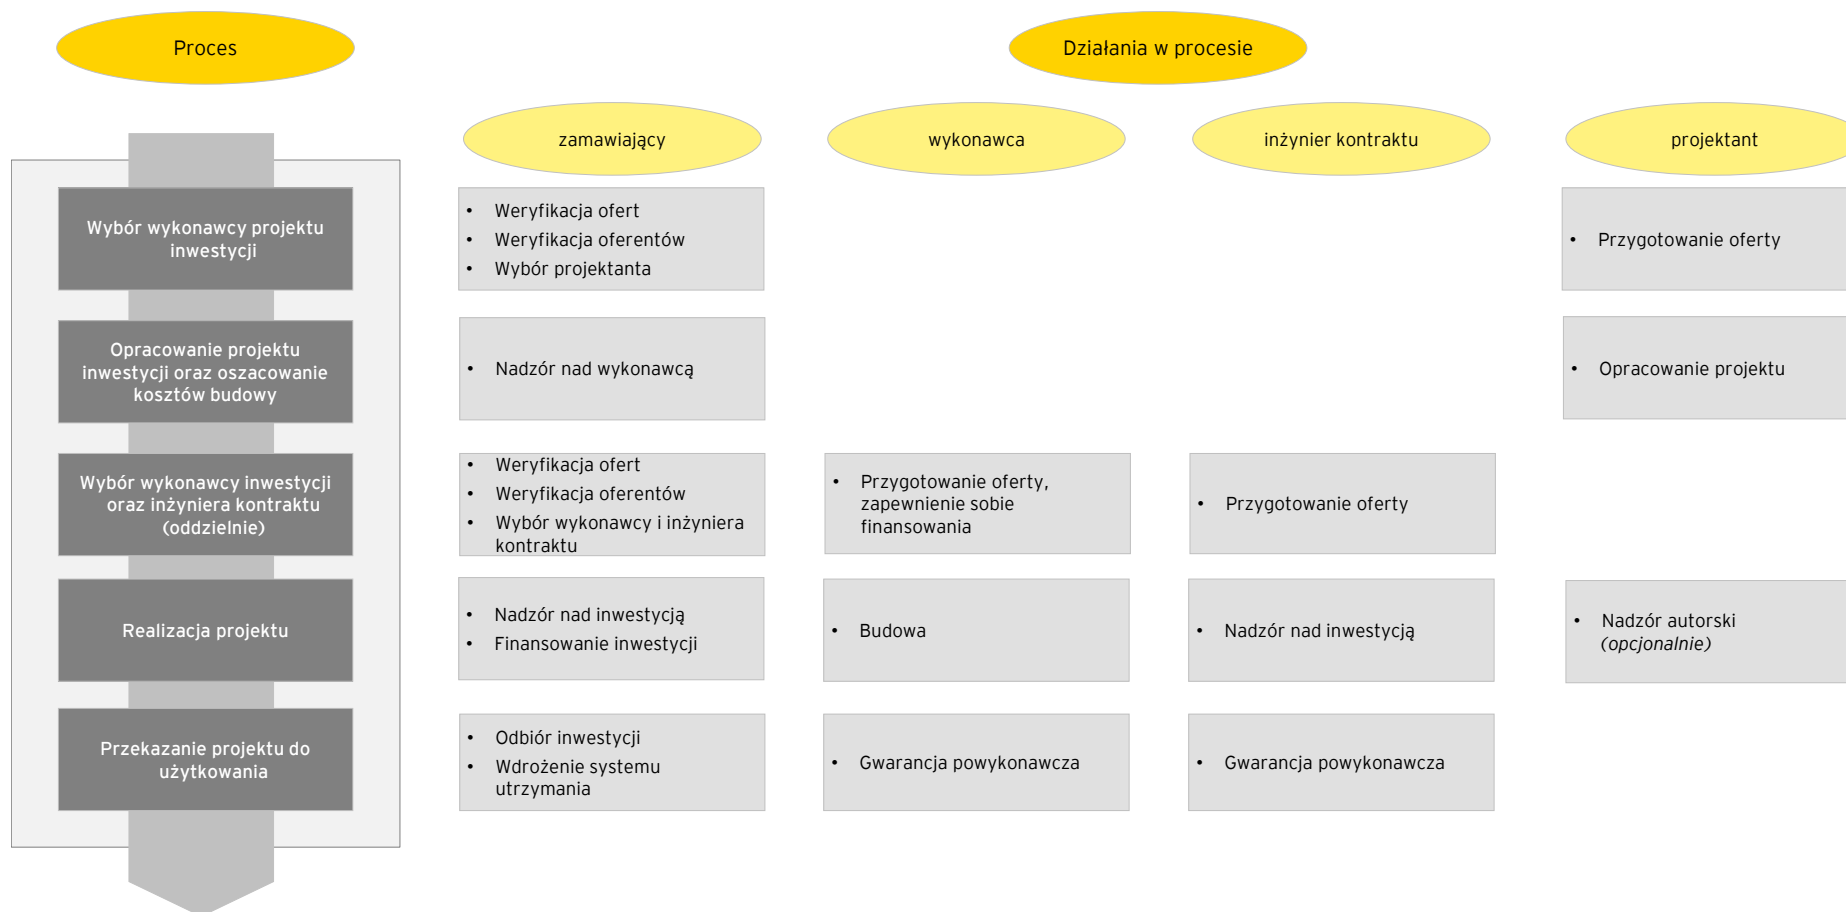 Proces
Działania w procesie
zamawiający
wykonawca
inżynier kontraktu
projektant
Wybór wykonawcy projektu
inwestycji
• Weryfikacja ofert
• Weryfikacja oferentów
• Wybór projektanta
• Przygotowanie oferty
Opracowanie projektu
inwestycji oraz oszacowanie
kosztów budowy
• Nadzór nad wykonawcą
• Opracowanie projektu
Wybór wykonawcy inwestycji
oraz inżyniera kontraktu
(oddzielnie)
• Weryfikacja ofert
• Weryfikacja oferentów
• Wybór wykonawcy i inżyniera
kontraktu
• Przygotowanie oferty,
zapewnienie sobie
finansowania
• Przygotowanie oferty
Realizacja projektu
• Nadzór nad inwestycją
• Finansowanie inwestycji
• Budowa
• Nadzór nad inwestycją
• Nadzór autorski
(opcjonalnie)
Przekazanie projektu do
użytkowania
• Odbiór inwestycji
• Wdrożenie systemu
utrzymania
• Gwarancja powykonawcza
• Gwarancja powykonawcza